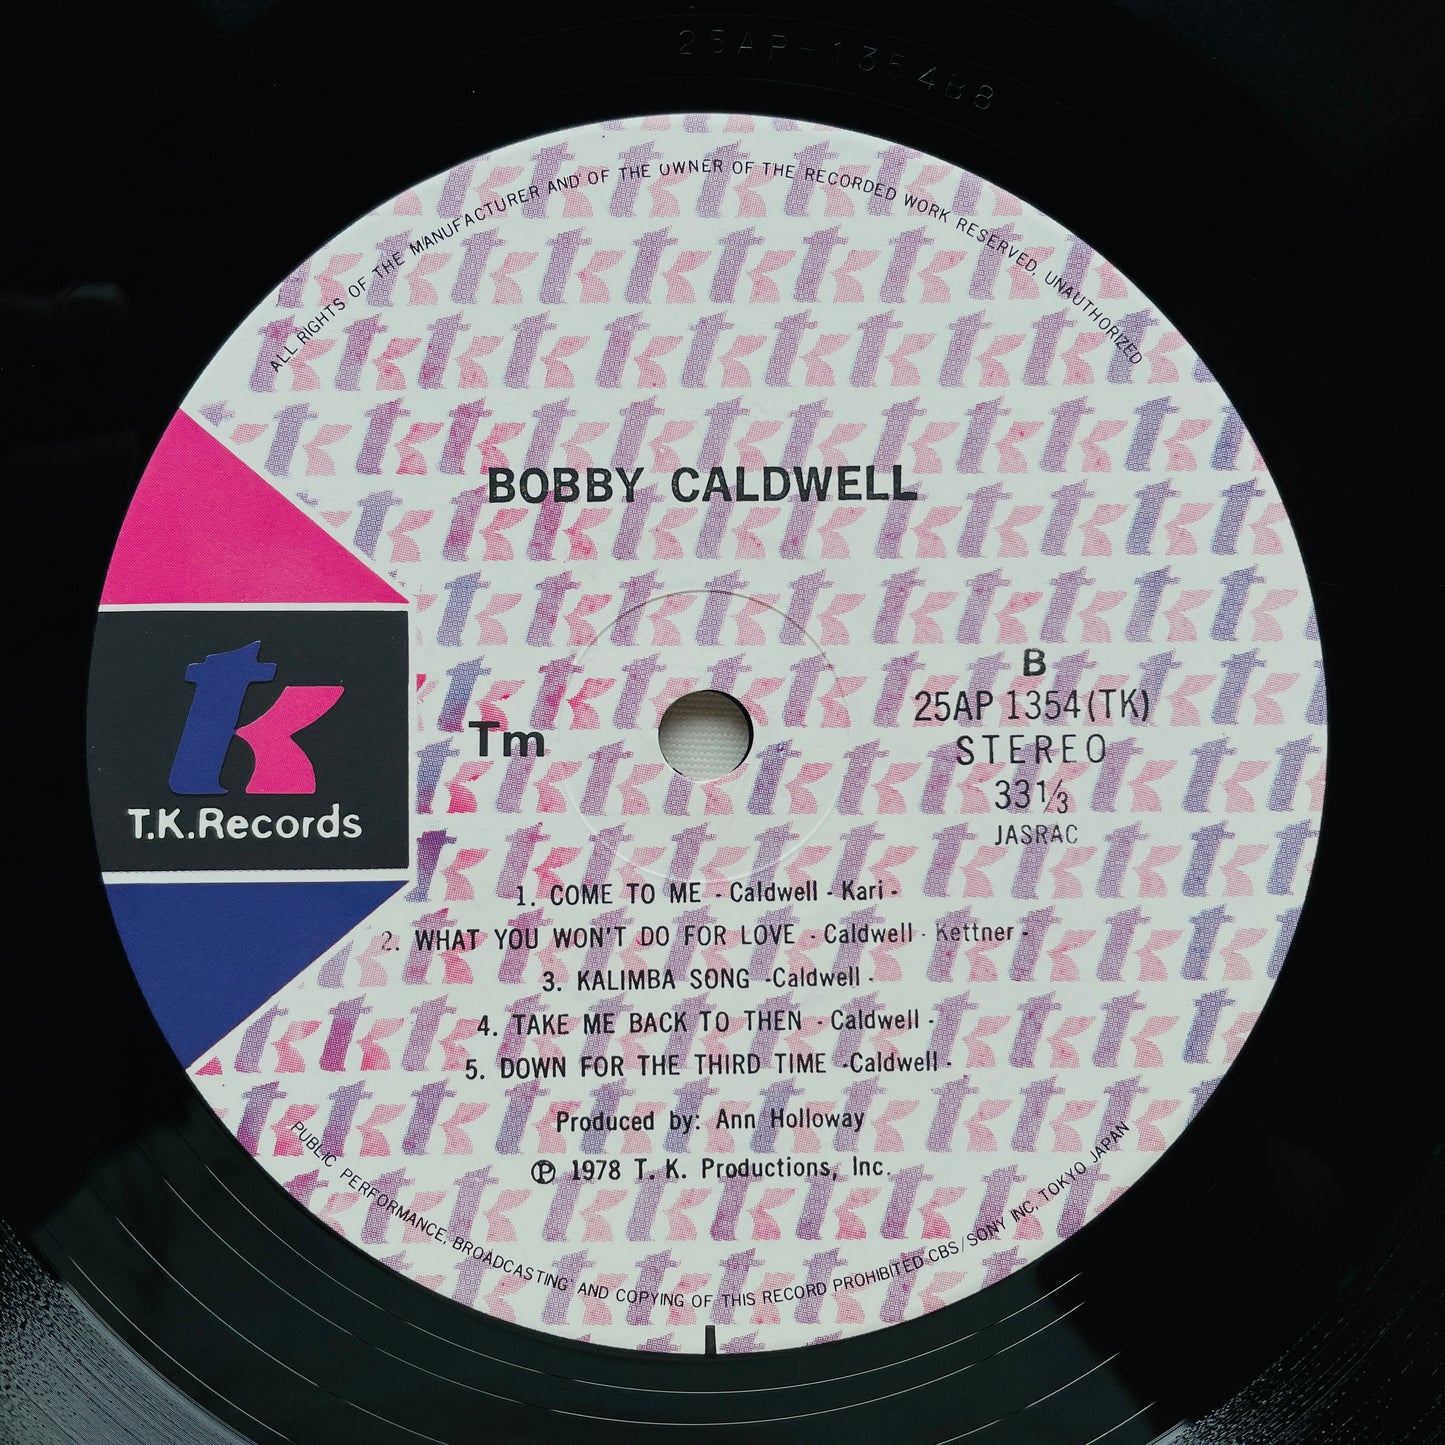 25AP-1354B8
ALL RIGHTS OF THE MANUFACTURER AND OF THE OWNER OF THE RECORDED WORK RESERVED, UNAUTHORIZED
BOBBY CALDWELL
tk
T.K.Records
Tm
B
25AP 1354(TK)
STEREO
33⅓
JASRAC
1. COME TO ME - Caldwell - Kari -
2. WHAT YOU WON'T DO FOR LOVE - Caldwell - Kettner -
3. KALIMBA SONG -Caldwell -
4. TAKE ME BACK TO THEN - Caldwell -
5. DOWN FOR THE THIRD TIME -Caldwell -
Produced by: Ann Holloway
℗ 1978 T. K. Productions, Inc.
PUBLIC PERFORMANCE, BROADCASTING AND COPYING OF THIS RECORD PROHIBITED CBS/SONY INC, TOKYO JAPAN